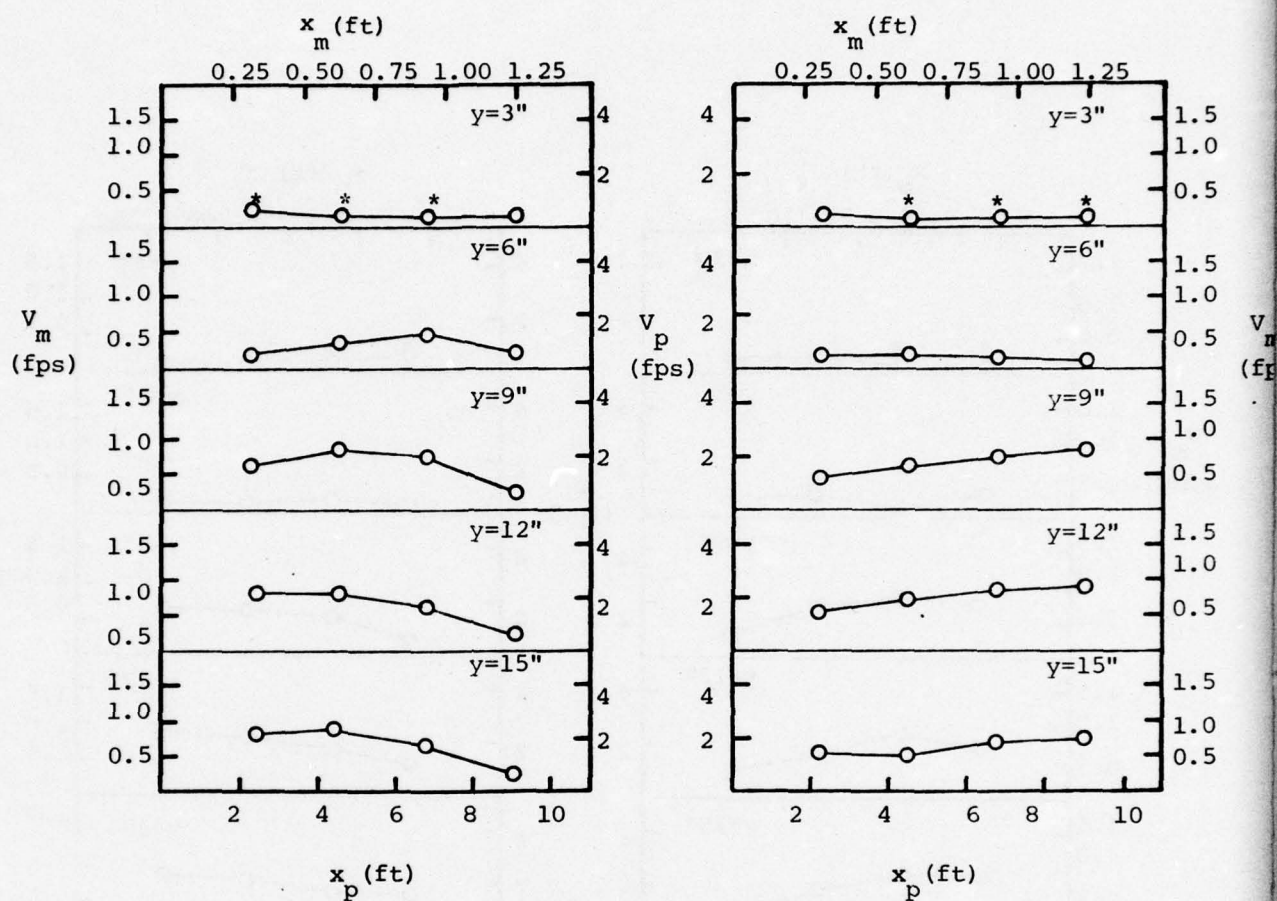 x_m (ft) x_m (ft)
0.25 0.50 0.75 1.00 1.25 0.25 0.50 0.75 1.00 1.25
y=3" y=3"
1.5 4 4 1.5
1.0 1.0
0.5 2 2 0.5
* * * * * *
y=6" y=6"
1.5 4 4 1.5
1.0 1.0
V_m 2 V_p 2 V_m
0.5 0.5
(fps) (fps) (fp
y=9" y=9"
1.5 4 4 1.5
1.0 2 2 1.0
0.5 0.5
y=12" y=12"
1.5 4 4 1.5
1.0 2 2 1.0
0.5 0.5
y=15" y=15"
1.5 4 4 1.5
1.0 2 2 1.0
0.5 0.5
2 4 6 8 10 2 4 6 8 10
x_p (ft) x_p (ft)